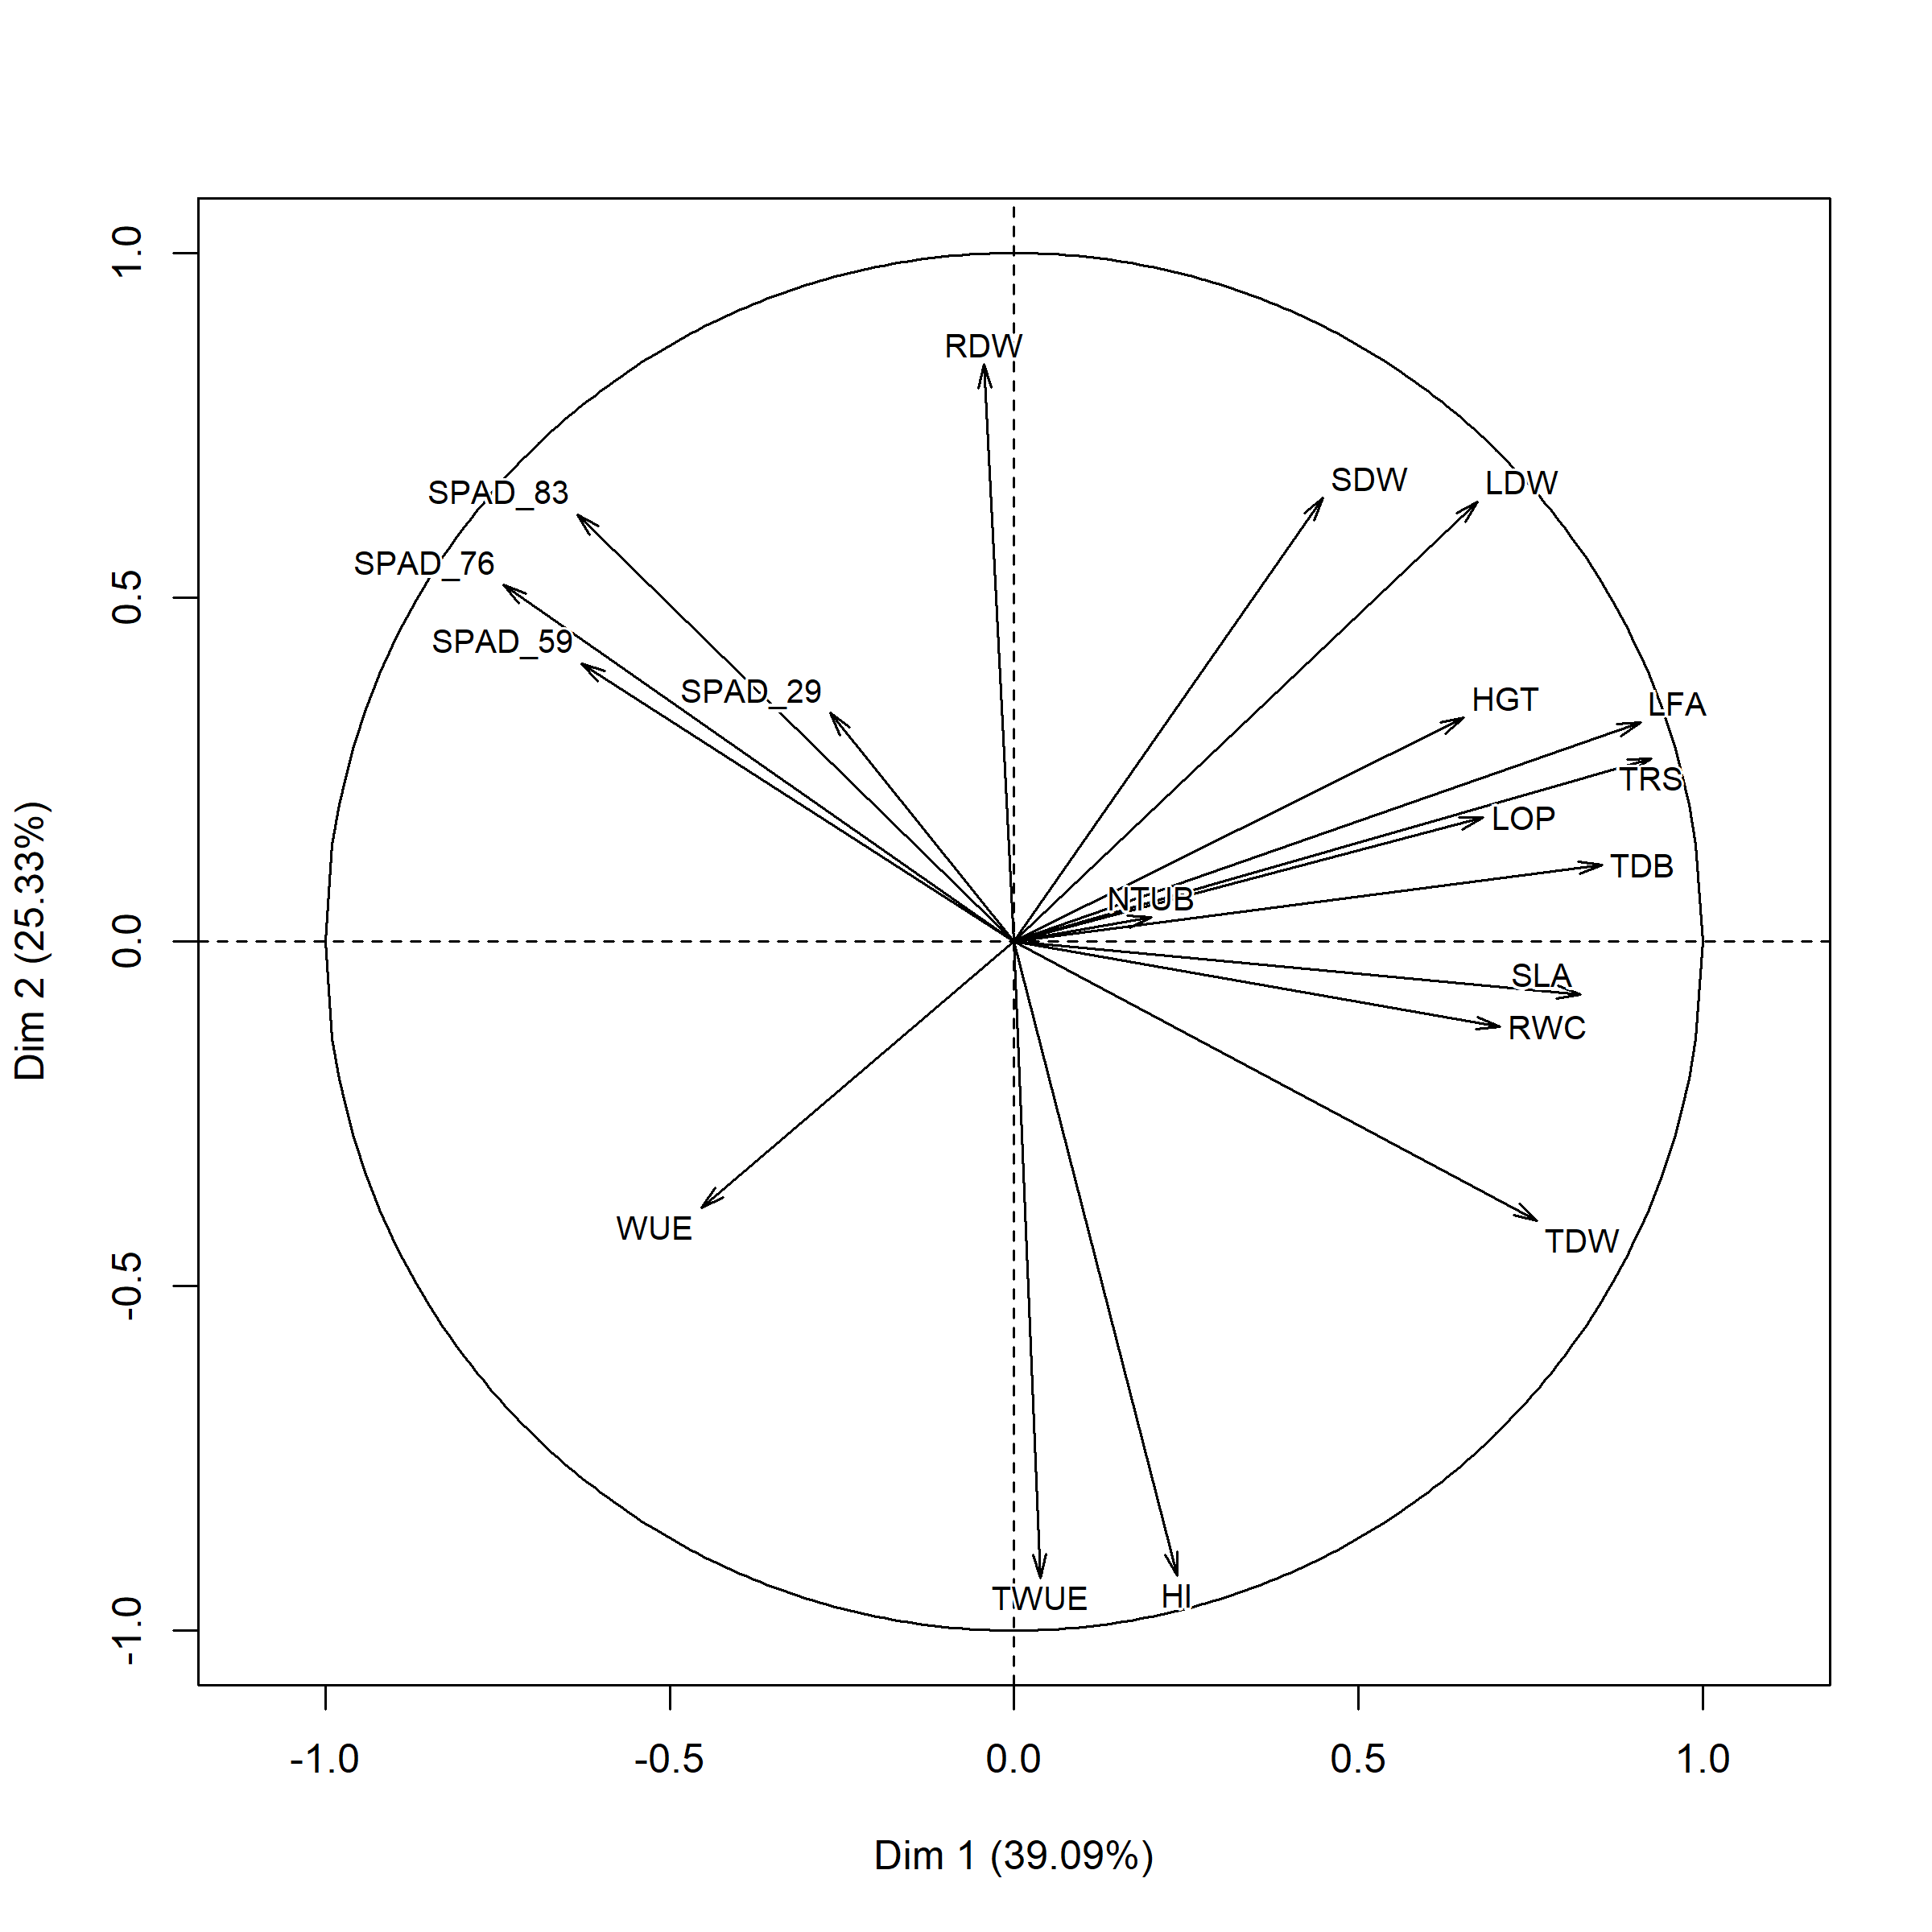 1.0
RDW
SDW
LDW
SPAD_83
SPAD_76
0.5
SPAD_59
SPAD_29
HGT
LFA
TRS
LOP
TDB
NTUB
0.0
SLA
RWC
Dim 2 (25.33%)
WUE
TDW
-0.5
TWUE
HI
-1.0
-1.0
-0.5
0.0
0.5
1.0
Dim 1 (39.09%)